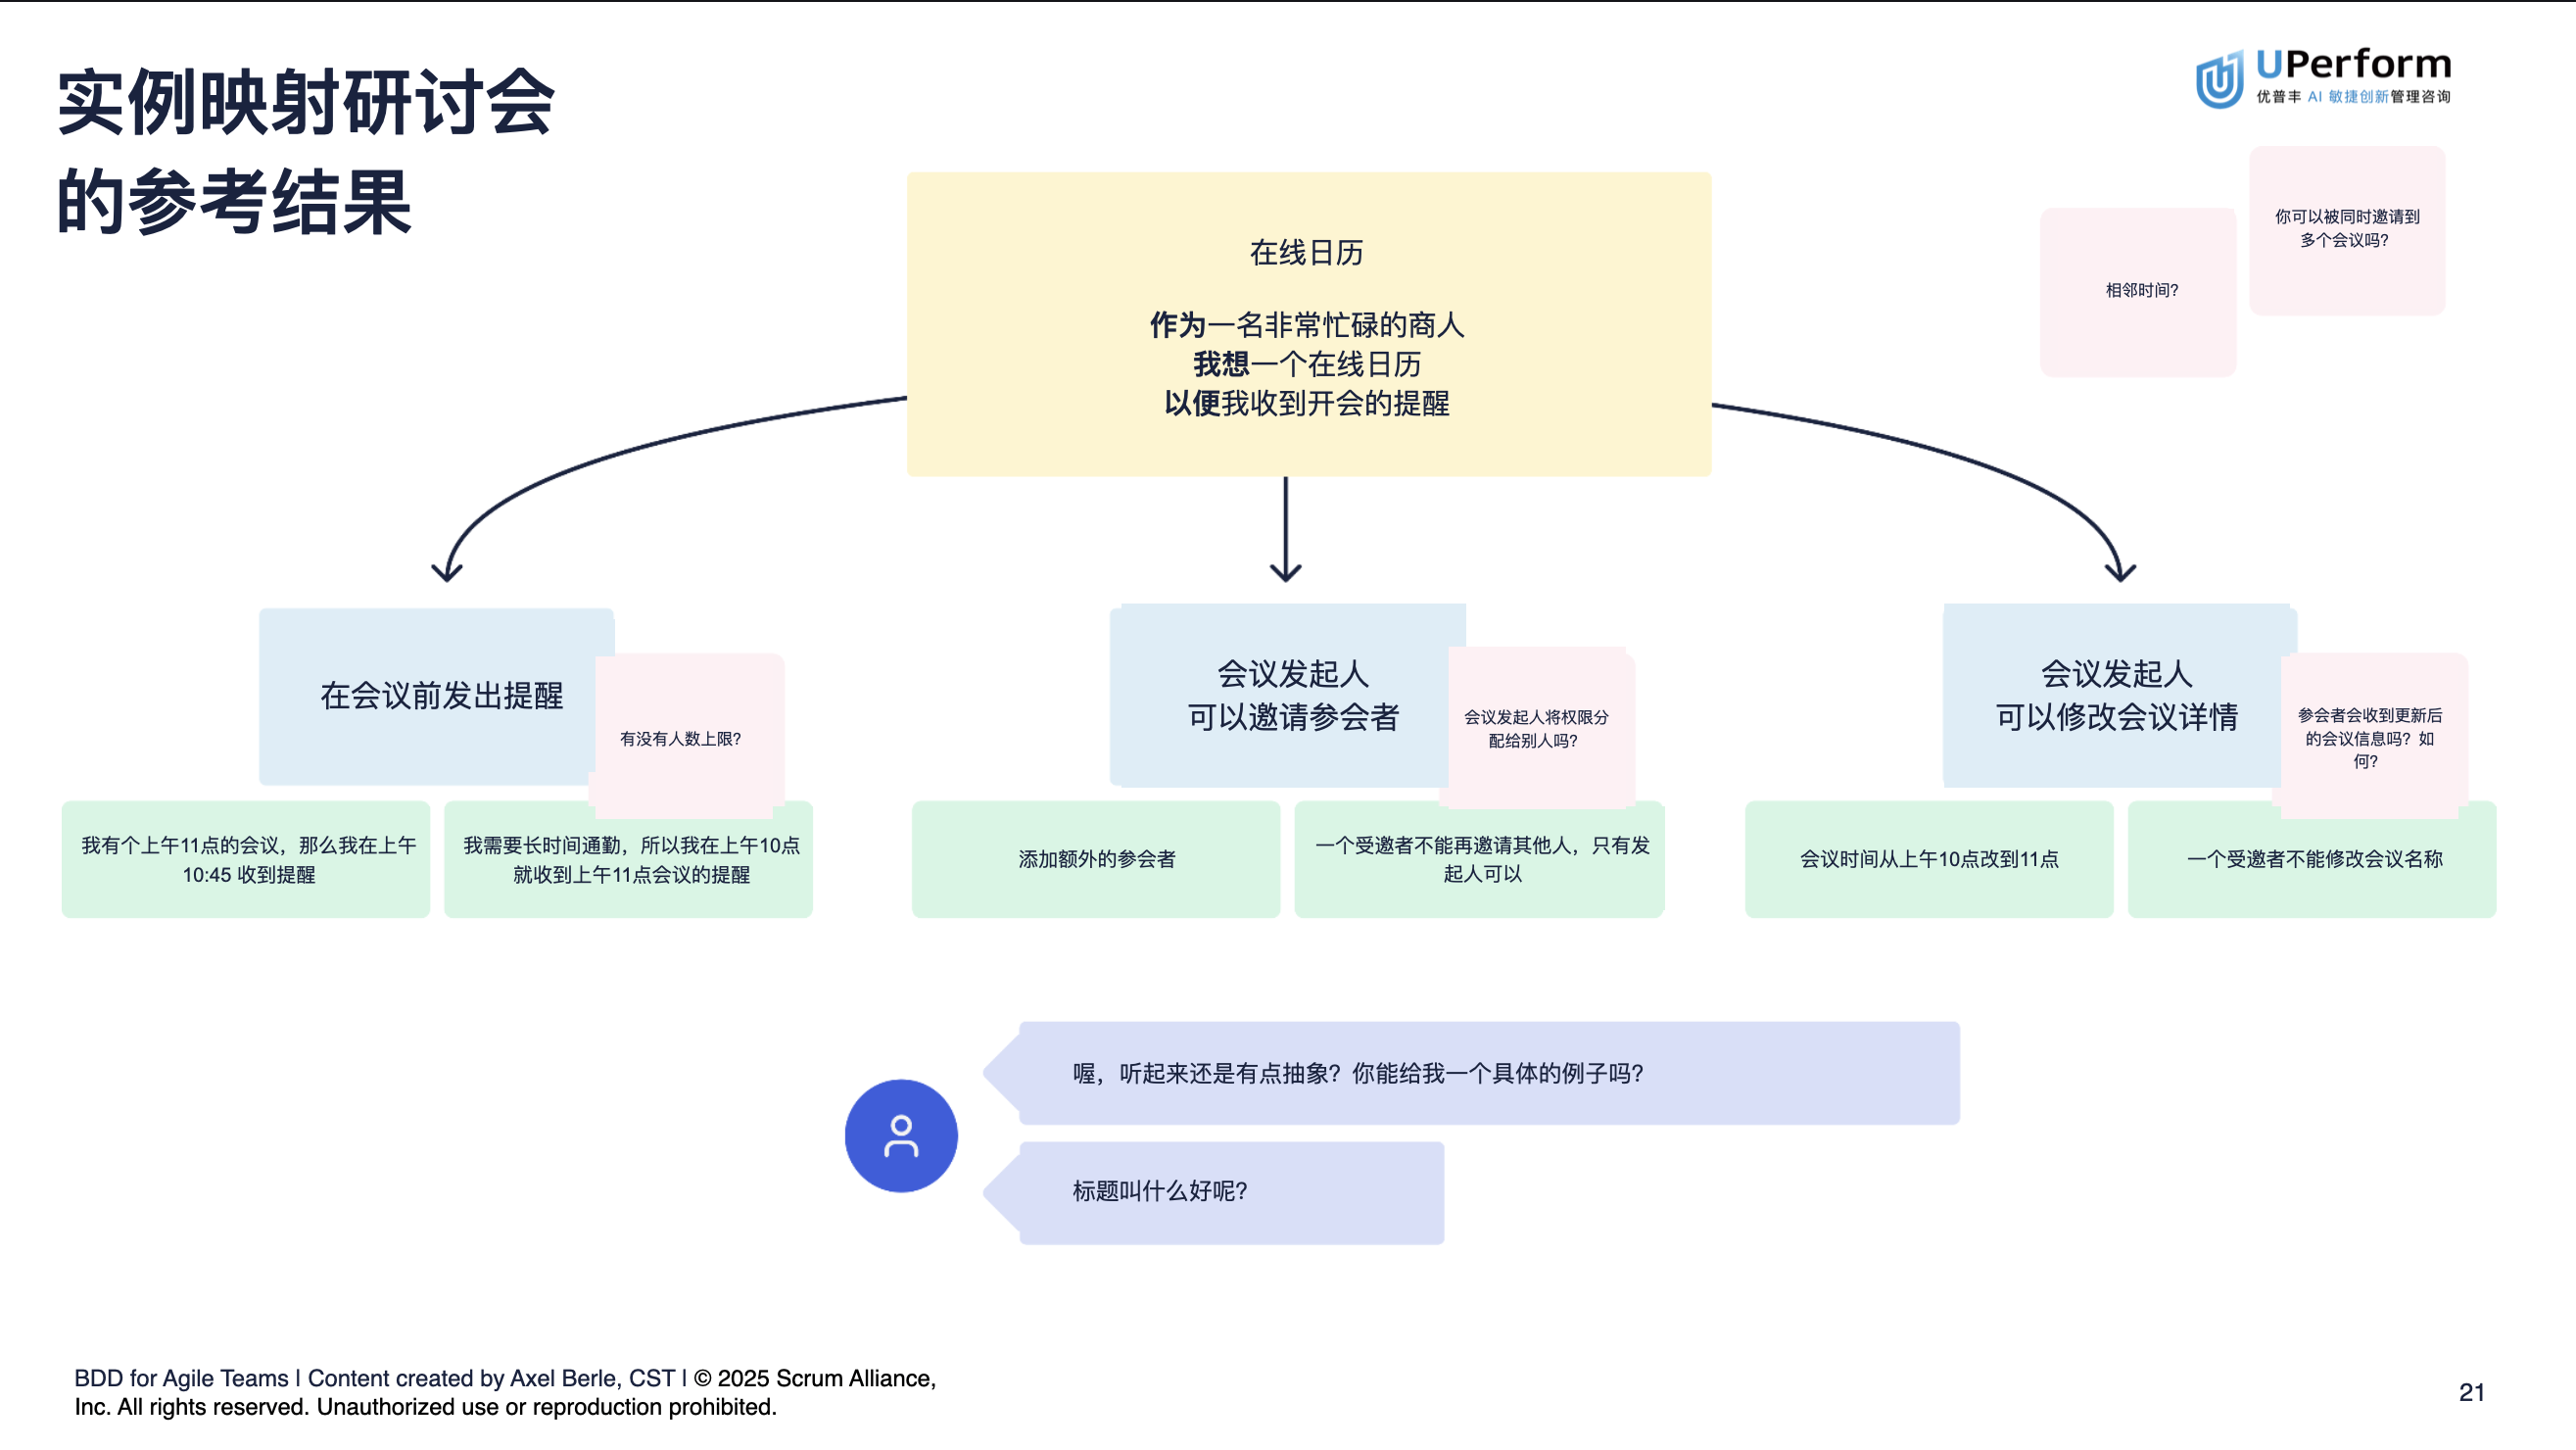 实例映射研讨会
的参考结果
UPerform
优普丰 AI 敏捷创新管理咨询
你可以被同时邀请到
多个会议吗?
相邻时间?
在线日历
作为一名非常忙碌的商人
我想一个在线日历
以便我收到开会的提醒
在会议前发出提醒
有没有人数上限?
会议发起人
可以邀请参会者
会议发起人将权限分
配给别人吗?
会议发起人
可以修改会议详情
参会者会收到更新后
的会议信息吗? 如
何?
我有个上午11点的会议，那么我在上午
10:45 收到提醒
我需要长时间通勤，所以我在上午10点
就收到上午11点会议的提醒
添加额外的参会者
一个受邀者不能再邀请其他人，只有发
起人可以
会议时间从上午10点改到11点
一个受邀者不能修改会议名称
喔，听起来还是有点抽象? 你能给我一个具体的例子吗?
标题叫什么好呢?
BDD for Agile Teams | Content created by Axel Berle, CST | © 2025 Scrum Alliance,
Inc. All rights reserved. Unauthorized use or reproduction prohibited.
21